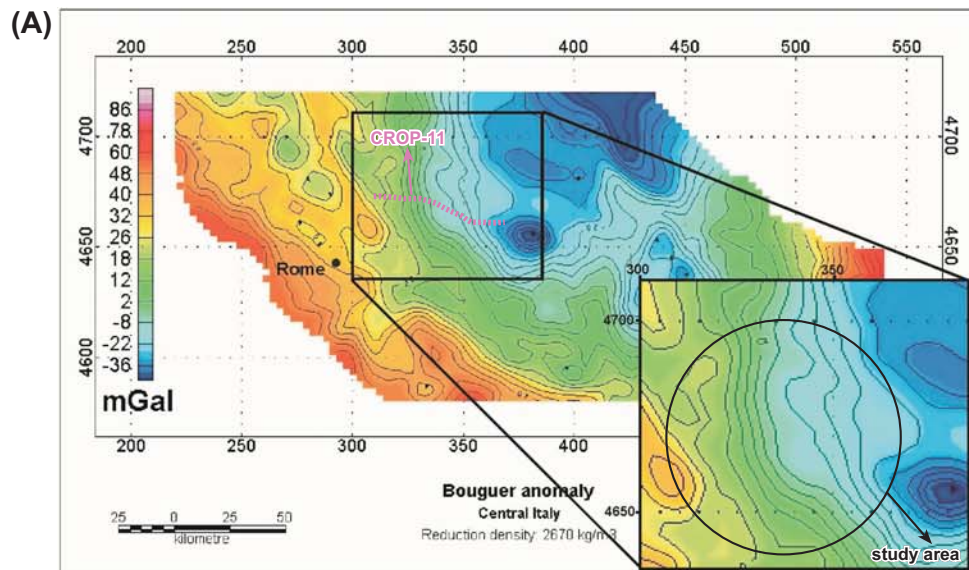 (A)
200 250 300 350 400 450 500 550
86
78
60
48
40
32
26
18
12
2
-8
-22
-36
mGal
4700
4650
4600
CROP-11
Rome
4700
4650
300 350
4700
4650
study area
200 250 300 350 400
Bouguer anomaly
Central Italy
Reduction density: 2670 kg/m3
25 0 25 50
kilometre